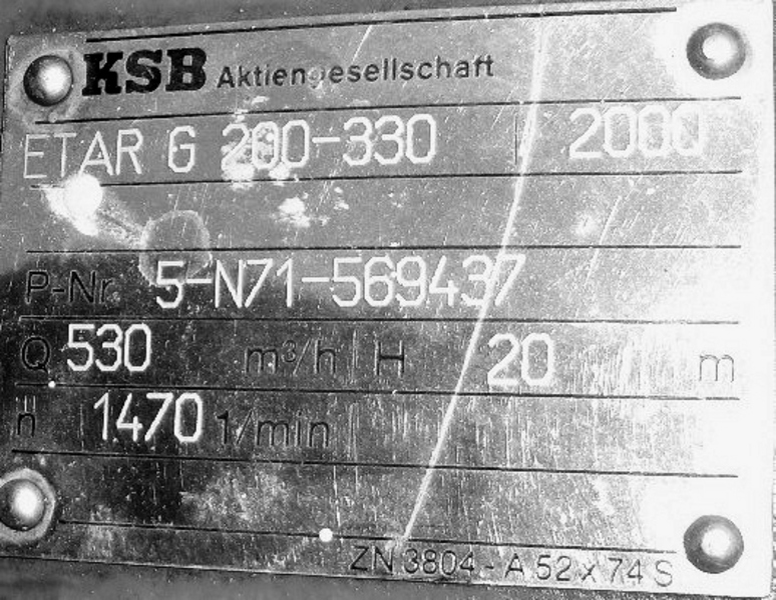 KSB Aktiengesellschaft
ETAR G 200-330 2000
P-Nr 5-N71-569437
Q 530 m³/h H 20 m
n 1470 1/min
ZN 3804 - A 52 x 74 S